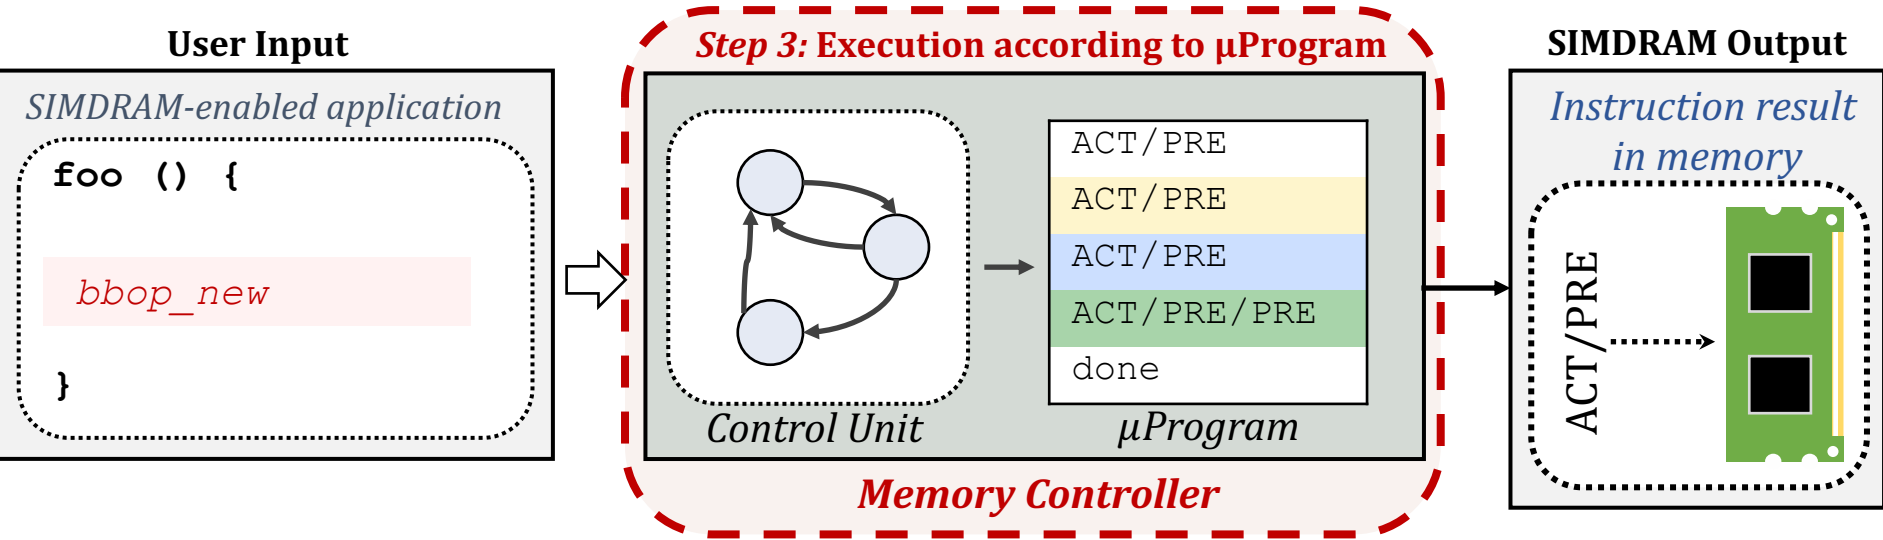 User Input
SIMDRAM-enabled application
foo () {
bbop_new
}
Step 3: Execution according to µProgram
ACT/PRE
ACT/PRE
ACT/PRE
ACT/PRE/PRE
done
Control Unit
µProgram
Memory Controller
SIMDRAM Output
Instruction result
in memory
ACT/PRE